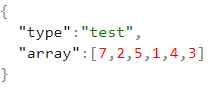 {
"type":"test",
"array":[7,2,5,1,4,3]
}